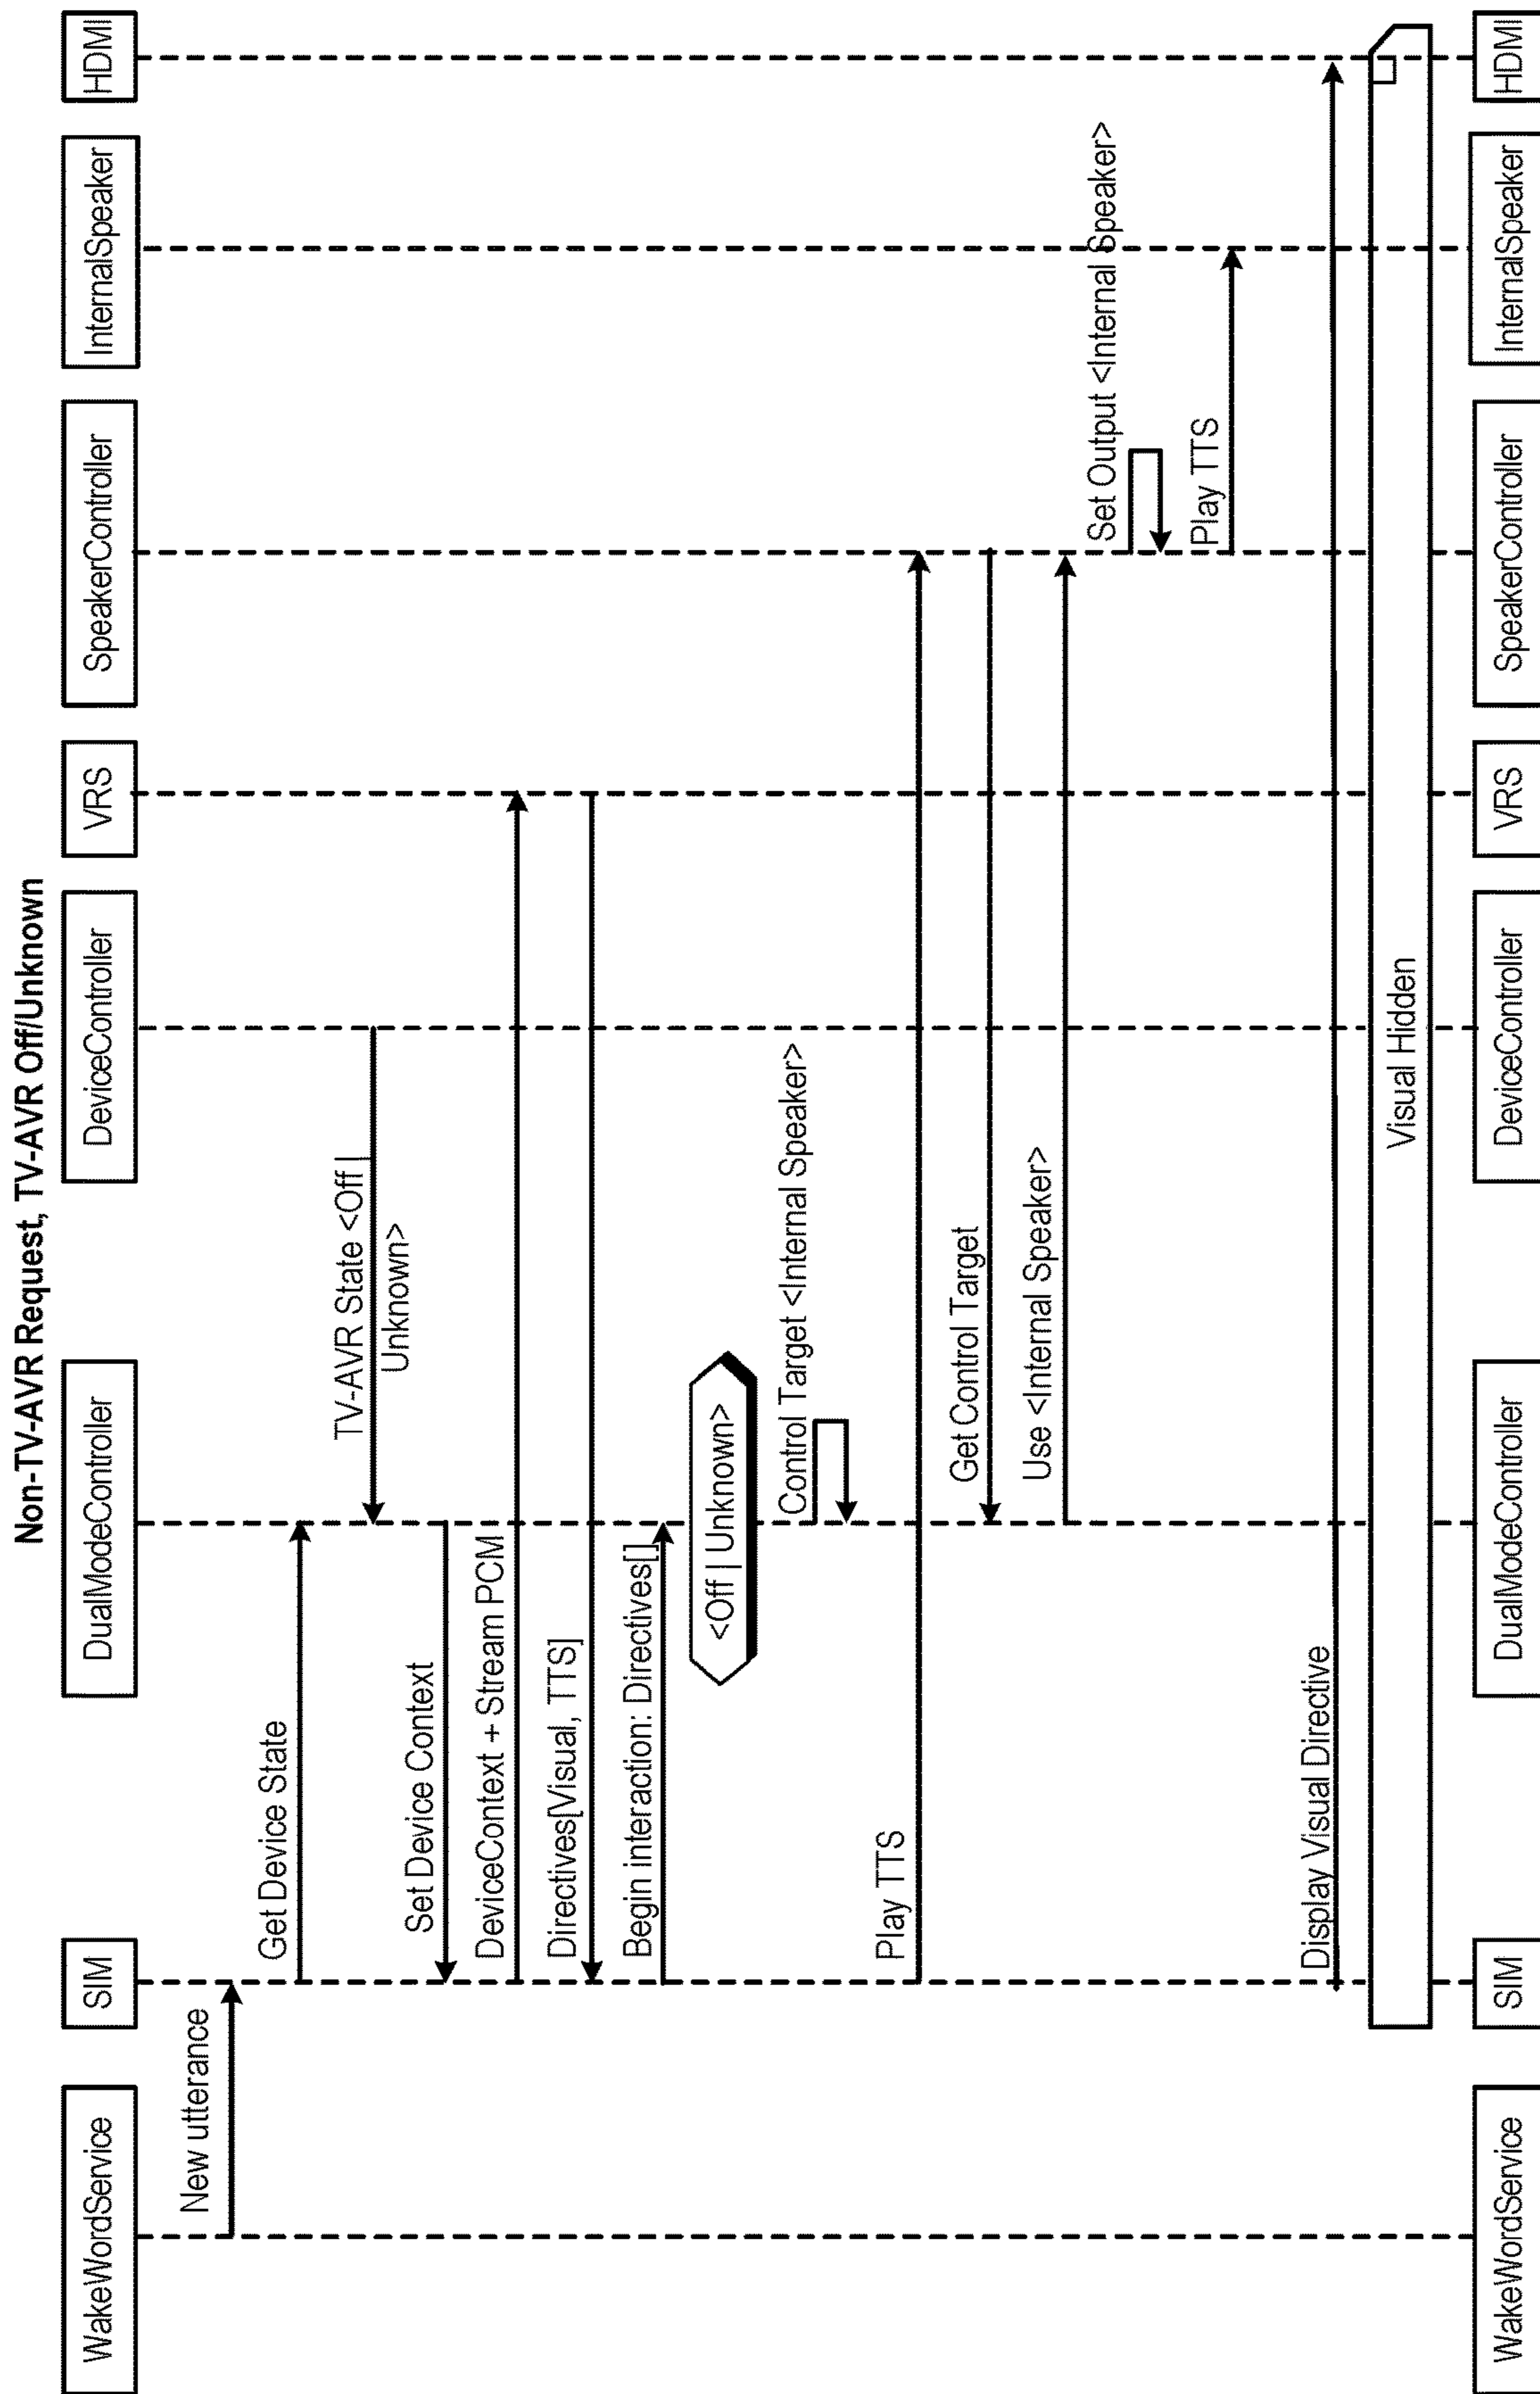 Non-TV-AVR Request, TV-AVR Off/Unknown
WakeWordService
SIM
DualModeController
DeviceController
VRS
SpeakerController
InternalSpeaker
HDMI
New utterance
Get Device State
TV-AVR State <Off |
Unknown>
Set Device Context
DeviceContext + Stream PCM
Directives[Visual, TTS]
Begin interaction: Directives[]
<Off | Unknown>
Control Target <Internal Speaker>
Play TTS
Get Control Target
Use <Internal Speaker>
Set Output <Internal Speaker>
Play TTS
Display Visual Directive
Visual Hidden
WakeWordService
SIM
DualModeController
DeviceController
VRS
SpeakerController
InternalSpeaker
HDMI